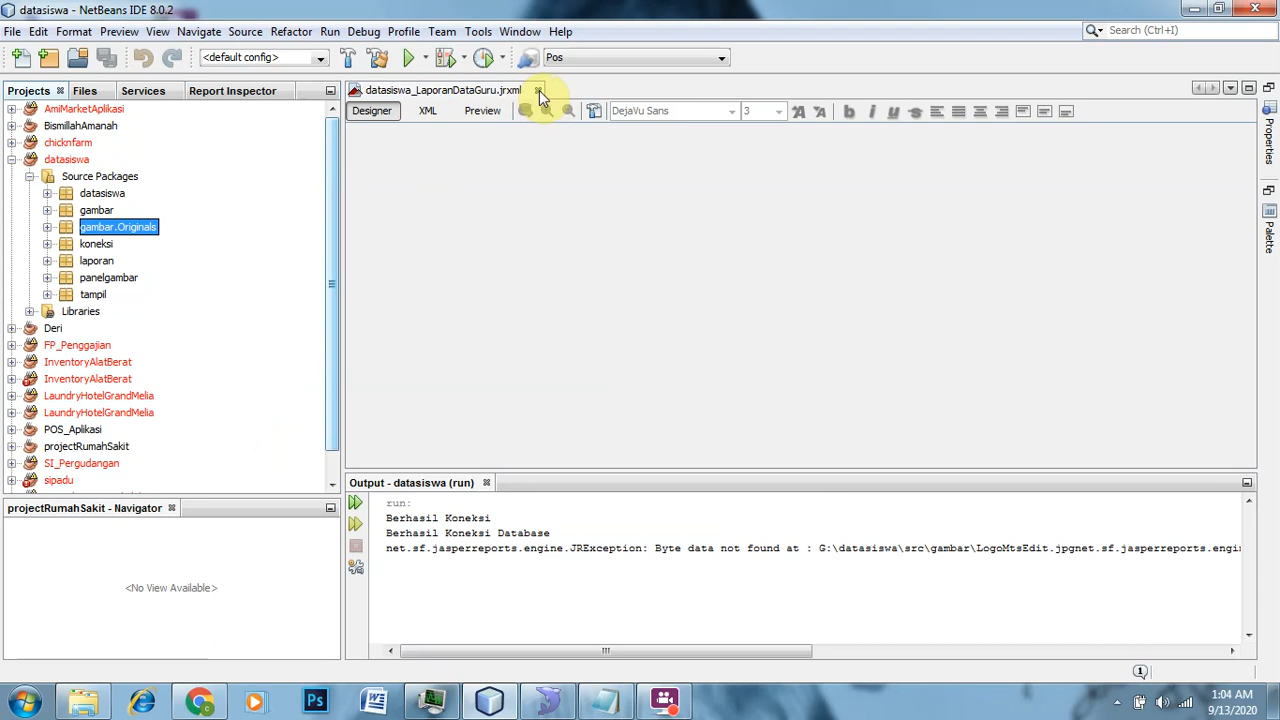 datasiswa - NetBeans IDE 8.0.2
File Edit Format Preview View Navigate Source Refactor Run Debug Profile Team Tools Window Help
Search (Ctrl+I)
<default config>
Pos
Projects Files Services Report Inspector
datasiswa_LaporanDataGuru.jrxml
Designer XML Preview
DejaVu Sans 3
b i u s
AmiMarketAplikasi
BismillahAmanah
chicknfarm
datasiswa
Source Packages
datasiswa
gambar
gambar.Originals
koneksi
laporan
panelgambar
tampil
Libraries
Deri
FP_Penggajian
InventoryAlatBerat
InventoryAlatBerat
LaundryHotelGrandMelia
LaundryHotelGrandMelia
POS_Aplikasi
projectRumahSakit
SI_Pergudangan
sipadu
Properties
Palette
projectRumahSakit - Navigator
<No View Available>
Output - datasiswa (run)
run:
Berhasil Koneksi
Berhasil Koneksi Database
net.sf.jasperreports.engine.JRException: Byte data not found at : G:\datasiswa\src\gambar\LogoMtsEdit.jpgnet.sf.jasperreports.engi
1
Ps
1:04 AM
9/13/2020